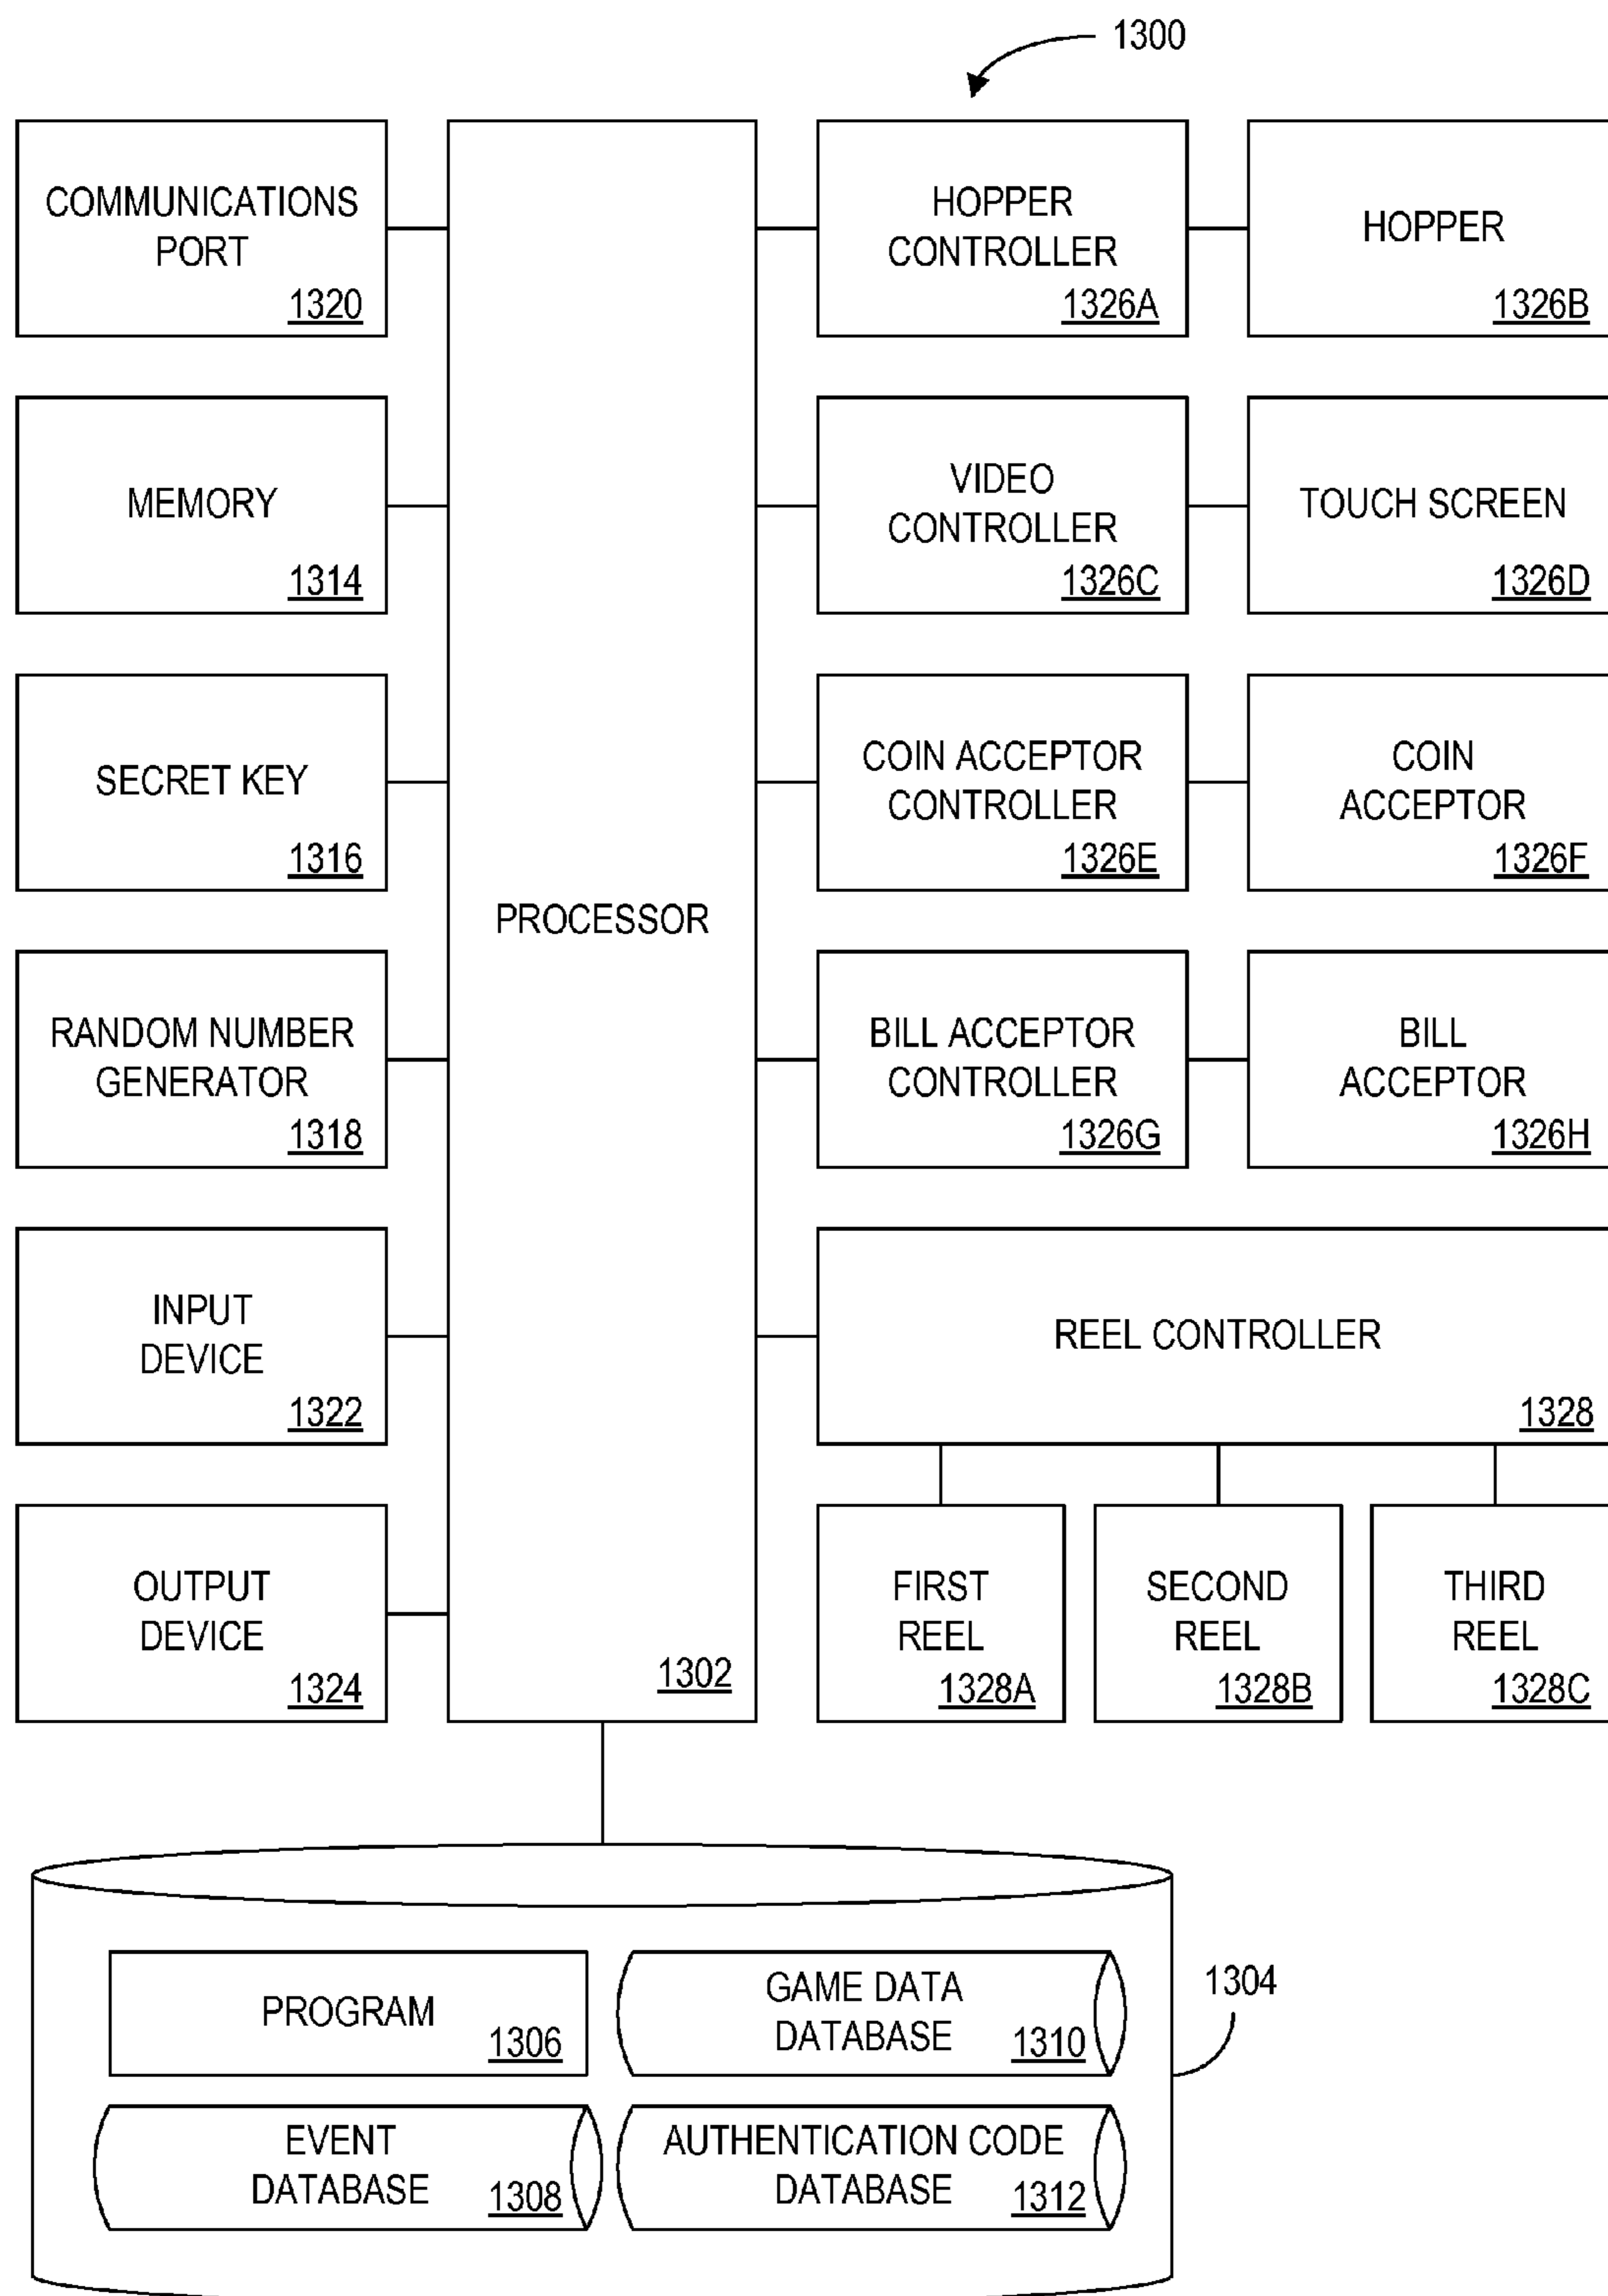 1300
COMMUNICATIONS
PORT
1320
HOPPER
CONTROLLER
1326A
HOPPER
1326B
MEMORY
1314
VIDEO
CONTROLLER
1326C
TOUCH SCREEN
1326D
SECRET KEY
1316
COIN ACCEPTOR
CONTROLLER
1326E
COIN
ACCEPTOR
1326F
PROCESSOR
1302
RANDOM NUMBER
GENERATOR
1318
BILL ACCEPTOR
CONTROLLER
1326G
BILL
ACCEPTOR
1326H
INPUT
DEVICE
1322
REEL CONTROLLER
1328
OUTPUT
DEVICE
1324
FIRST
REEL
1328A
SECOND
REEL
1328B
THIRD
REEL
1328C
PROGRAM
1306
GAME DATA
DATABASE
1310
1304
EVENT
DATABASE
1308
AUTHENTICATION CODE
DATABASE
1312